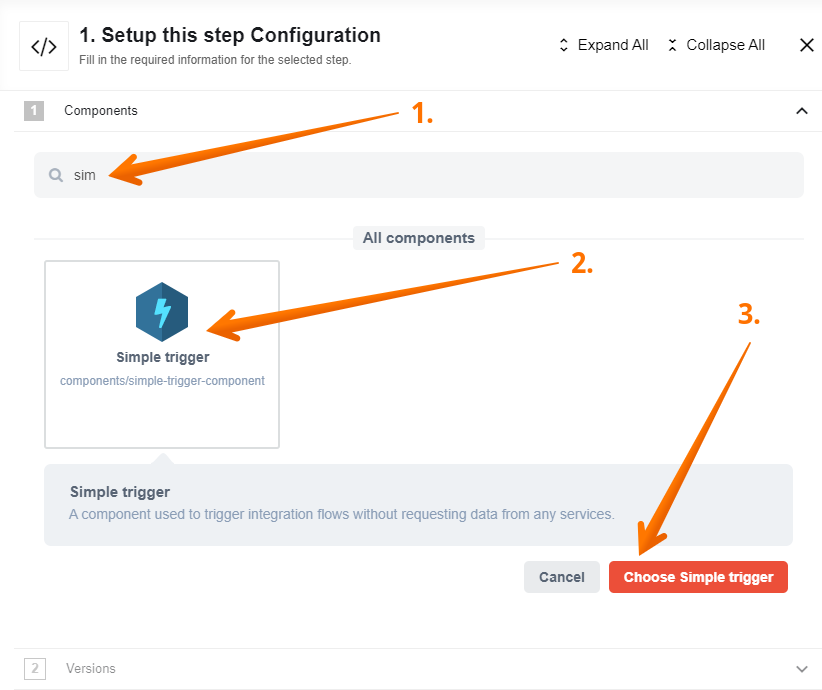 1. Setup this step Configuration
Fill in the required information for the selected step.
Expand All
Collapse All
1 Components
1.
sim
All components
2.
3.
Simple trigger
components/simple-trigger-component
Simple trigger
A component used to trigger integration flows without requesting data from any services.
Cancel
Choose Simple trigger
2 Versions